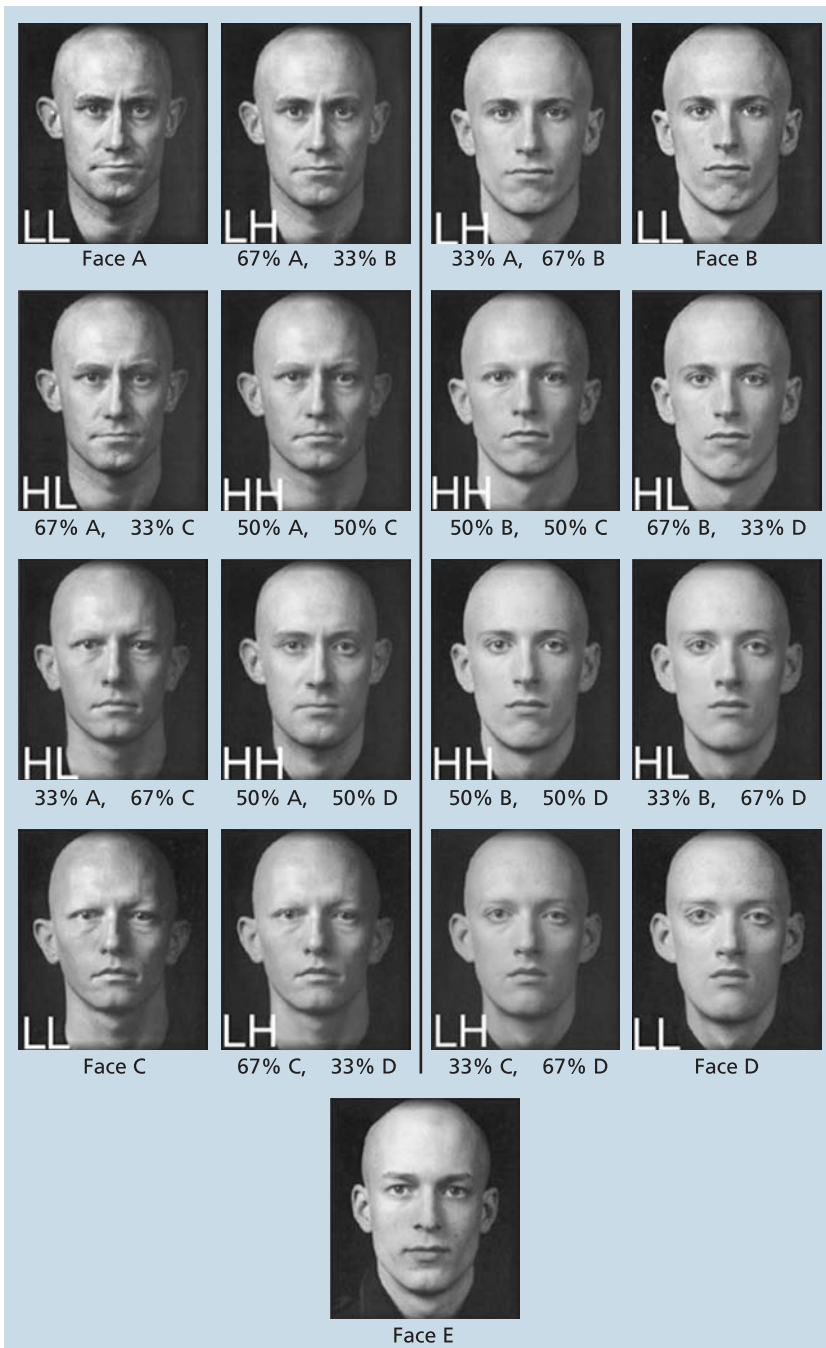 LL LH LH LL
Face A 67% A, 33% B 33% A, 67% B Face B
HL HH HH HL
67% A, 33% C 50% A, 50% C 50% B, 50% C 67% B, 33% D
HL HH HH HL
33% A, 67% C 50% A, 50% D 50% B, 50% D 33% B, 67% D
LL LH LH LL
Face C 67% C, 33% D 33% C, 67% D Face D
Face E